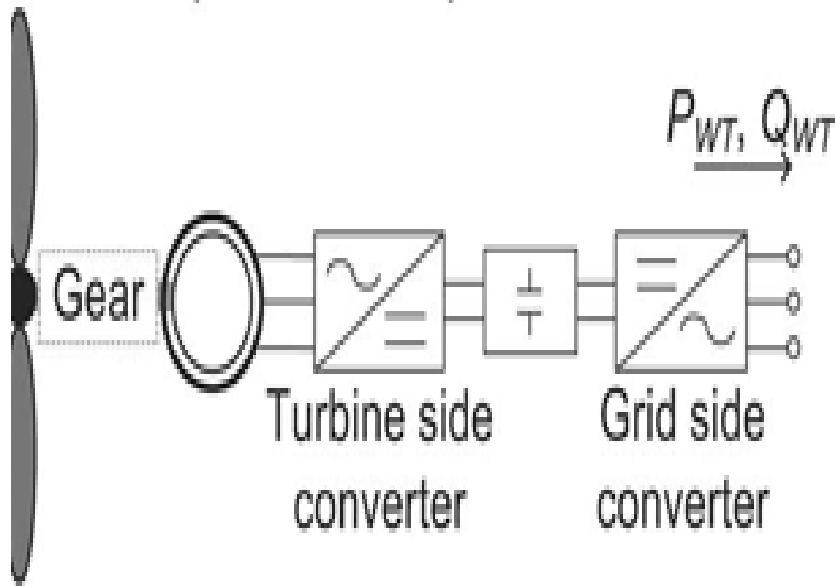 P_WT, Q_WT
Gear
Turbine side
converter
Grid side
converter